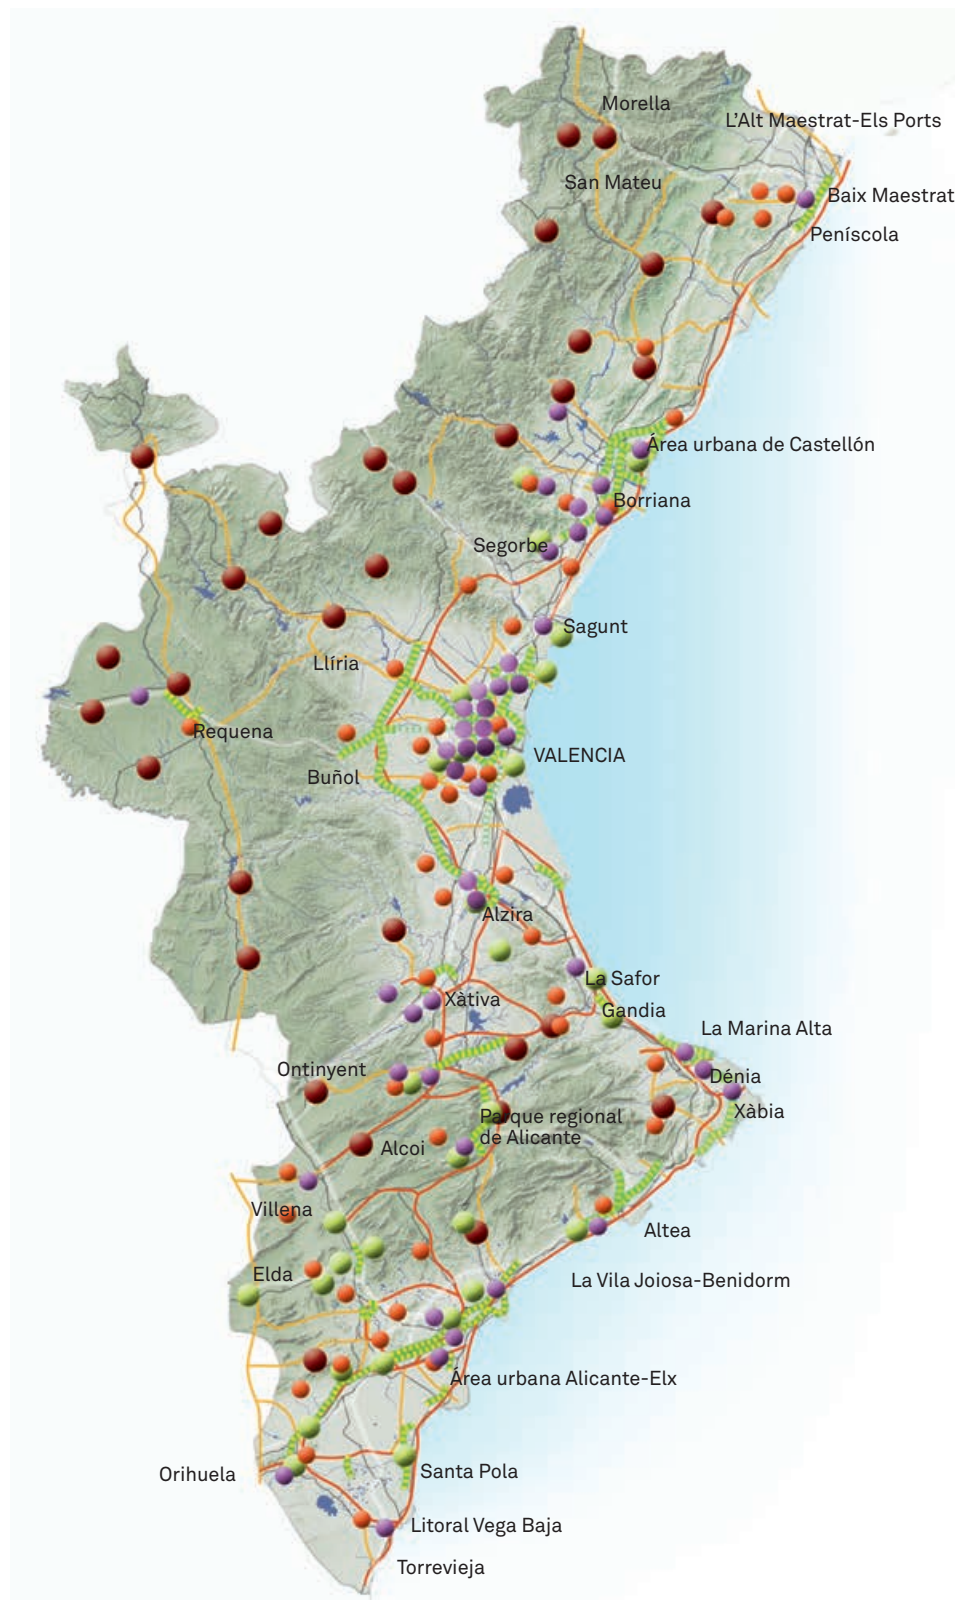 Morella
L'Alt Maestrat-Els Ports
San Mateu
Baix Maestrat
Peníscola
Área urbana de Castellón
Borriana
Segorbe
Sagunt
Llíria
Requena
VALENCIA
Buñol
Alzira
La Safor
Xàtiva
Gandia
La Marina Alta
Ontinyent
Dénia
Xàbia
Parque regional
de Alicante
Alcoi
Villena
Altea
Elda
La Vila Joiosa-Benidorm
Área urbana Alicante-Elx
Orihuela
Santa Pola
Litoral Vega Baja
Torrevieja